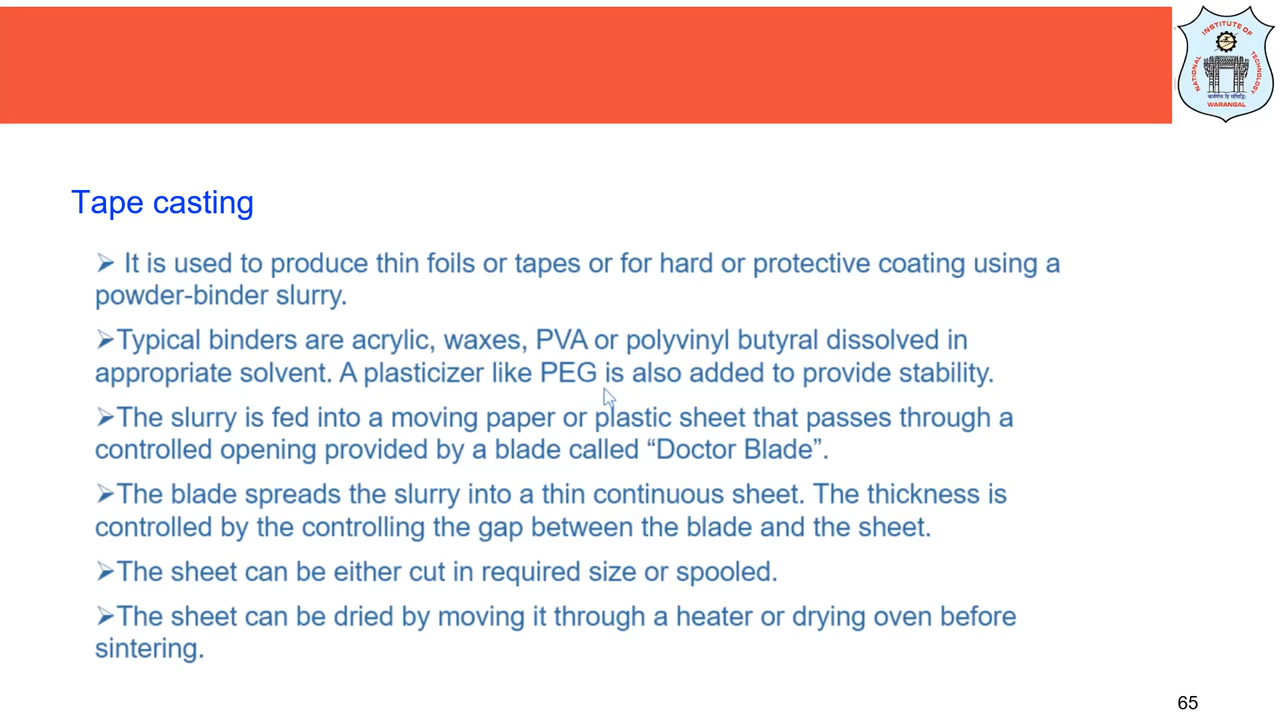 INSTITUTE OF
NATIONAL
TECHNOLOGY
WARANGAL
Tape casting
➢ It is used to produce thin foils or tapes or for hard or protective coating using a
powder-binder slurry.
➢Typical binders are acrylic, waxes, PVA or polyvinyl butyral dissolved in
appropriate solvent. A plasticizer like PEG is also added to provide stability.
➢The slurry is fed into a moving paper or plastic sheet that passes through a
controlled opening provided by a blade called “Doctor Blade”.
➢The blade spreads the slurry into a thin continuous sheet. The thickness is
controlled by the controlling the gap between the blade and the sheet.
➢The sheet can be either cut in required size or spooled.
➢The sheet can be dried by moving it through a heater or drying oven before
sintering.
65